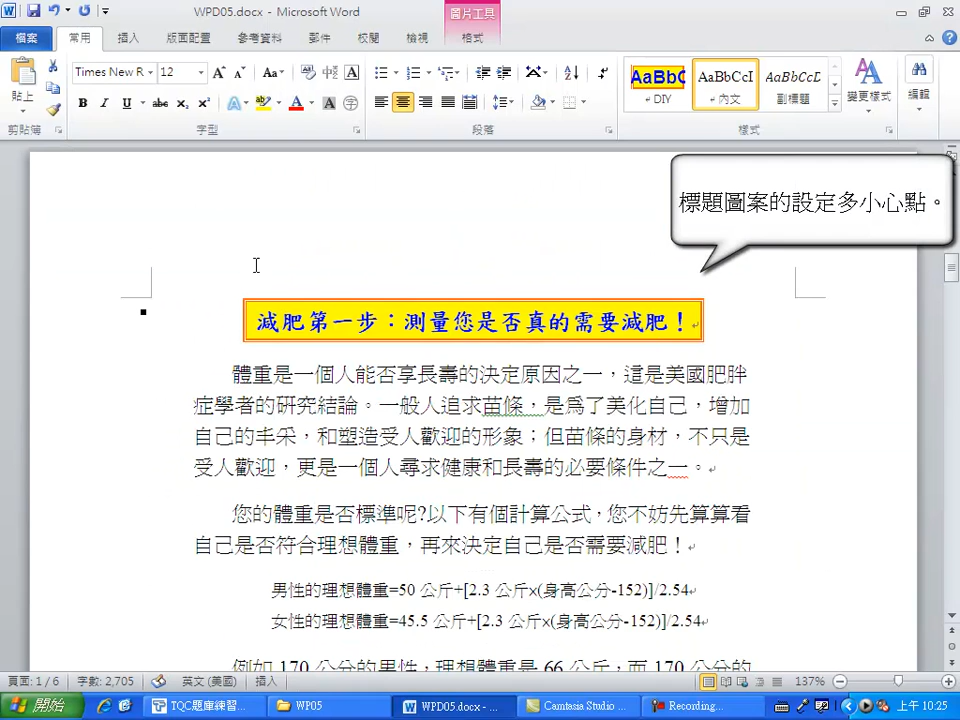 WPD05.docx - Microsoft Word
圖片工具
檔案 常用 插入 版面配置 參考資料 郵件 校閱 檢視 格式
貼上
Times New R 12
B I U abc X₂ X² A Aa
剪貼簿 字型 段落 樣式
AaBbC AaBbCcI AaBbCcL
DIY 內文 副標題
變更樣式 編輯
標題圖案的設定多小心點。
減肥第一步：測量您是否真的需要減肥！
體重是一個人能否享長壽的決定原因之一，這是美國肥胖
症學者的研究結論。一般人追求苗條，是為了美化自己，增加
自己的丰采，和塑造受人歡迎的形象；但苗條的身材，不只是
受人歡迎，更是一個人尋求健康和長壽的必要條件之一。
您的體重是否標準呢?以下有個計算公式，您不妨先算算看
自己是否符合理想體重，再來決定自己是否需要減肥！
男性的理想體重=50 公斤+[2.3 公斤x(身高公分-152)]/2.54
女性的理想體重=45.5 公斤+[2.3 公斤x(身高公分-152)]/2.54
例如 170 公分的男性，理想體重是 66 公斤，而 170 公分的
頁面: 1 / 6 字數: 2,705 英文 (美國) 插入 137%
開始 TQC題庫練習... WP05 WPD05.docx - ... Camtasia Studio ... Recording... 上午 10:25